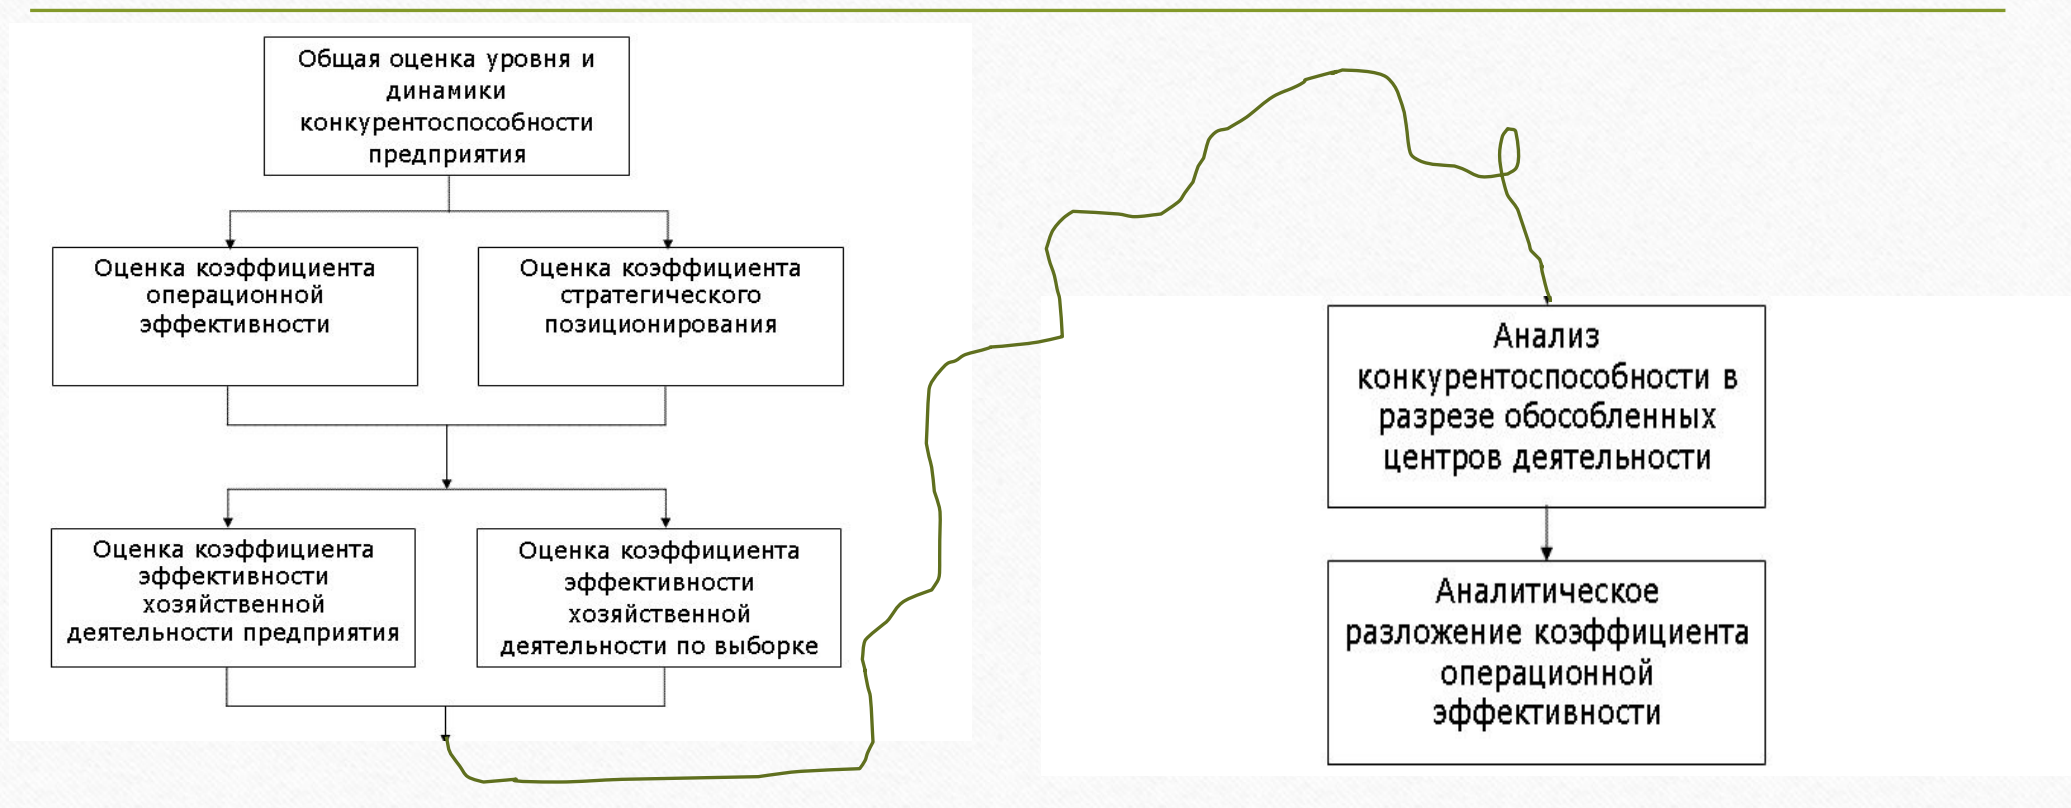 Общая оценка уровня и
динамики
конкурентоспособности
предприятия
Оценка коэффициента
операционной
эффективности
Оценка коэффициента
стратегического
позиционирования
Оценка коэффициента
эффективности
хозяйственной
деятельности предприятия
Оценка коэффициента
эффективности
хозяйственной
деятельности по выборке
Анализ
конкурентоспособности в
разрезе обособленных
центров деятельности
Аналитическое
разложение коэффициента
операционной
эффективности